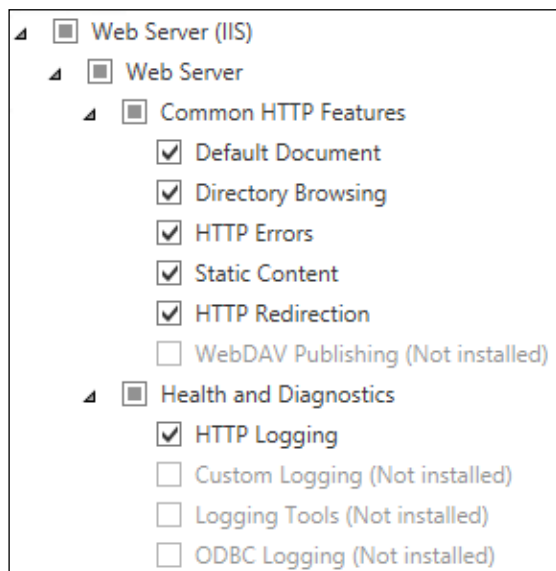 Web Server (IIS)
Web Server
Common HTTP Features
Default Document
Directory Browsing
HTTP Errors
Static Content
HTTP Redirection
WebDAV Publishing (Not installed)
Health and Diagnostics
HTTP Logging
Custom Logging (Not installed)
Logging Tools (Not installed)
ODBC Logging (Not installed)